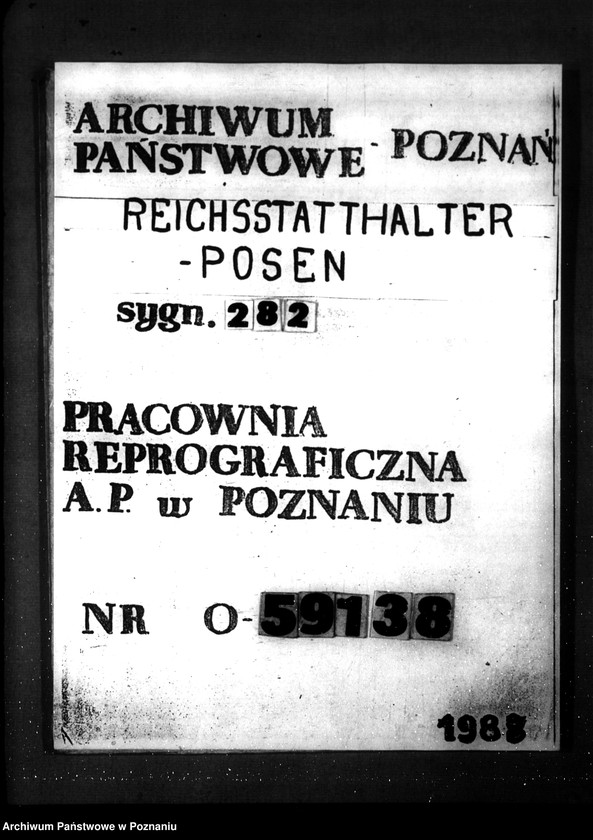 ARCHIWUM
PAŃSTWOWE - POZNAŃ
REICHSSTATTHALTER
-POSEN
sygn. 282
PRACOWNIA
REPROGRAFICZNA
A.P. w POZNANIU
NR O-59138
Archiwum Państwowe w Poznaniu